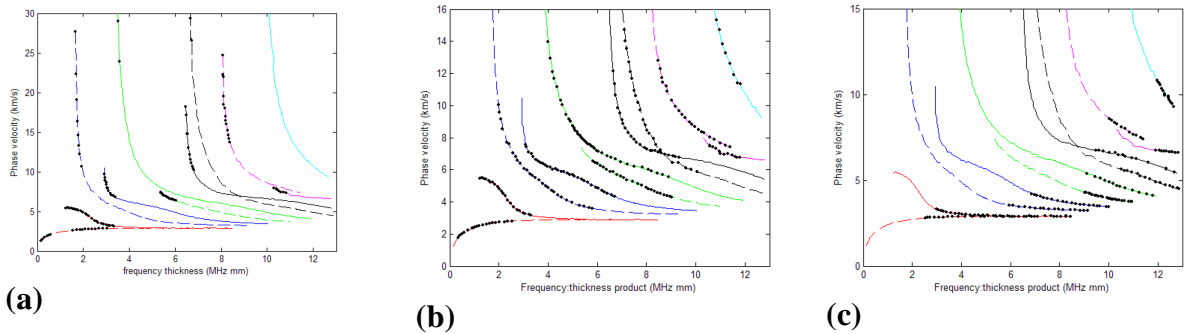 30
25
20
15
10
5
0
Phase velocity (km/s)
0 2 4 6 8 10 12
frequency thickness (MHz mm)
(a)
16
14
12
10
8
6
4
2
0
Phase velocity (km/s)
0 2 4 6 8 10 12
Frequency:thickness product (MHz mm)
(b)
15
10
5
0
Phase velocity (km/s)
0 2 4 6 8 10 12
Frequency:thickness product (MHz mm)
(c)